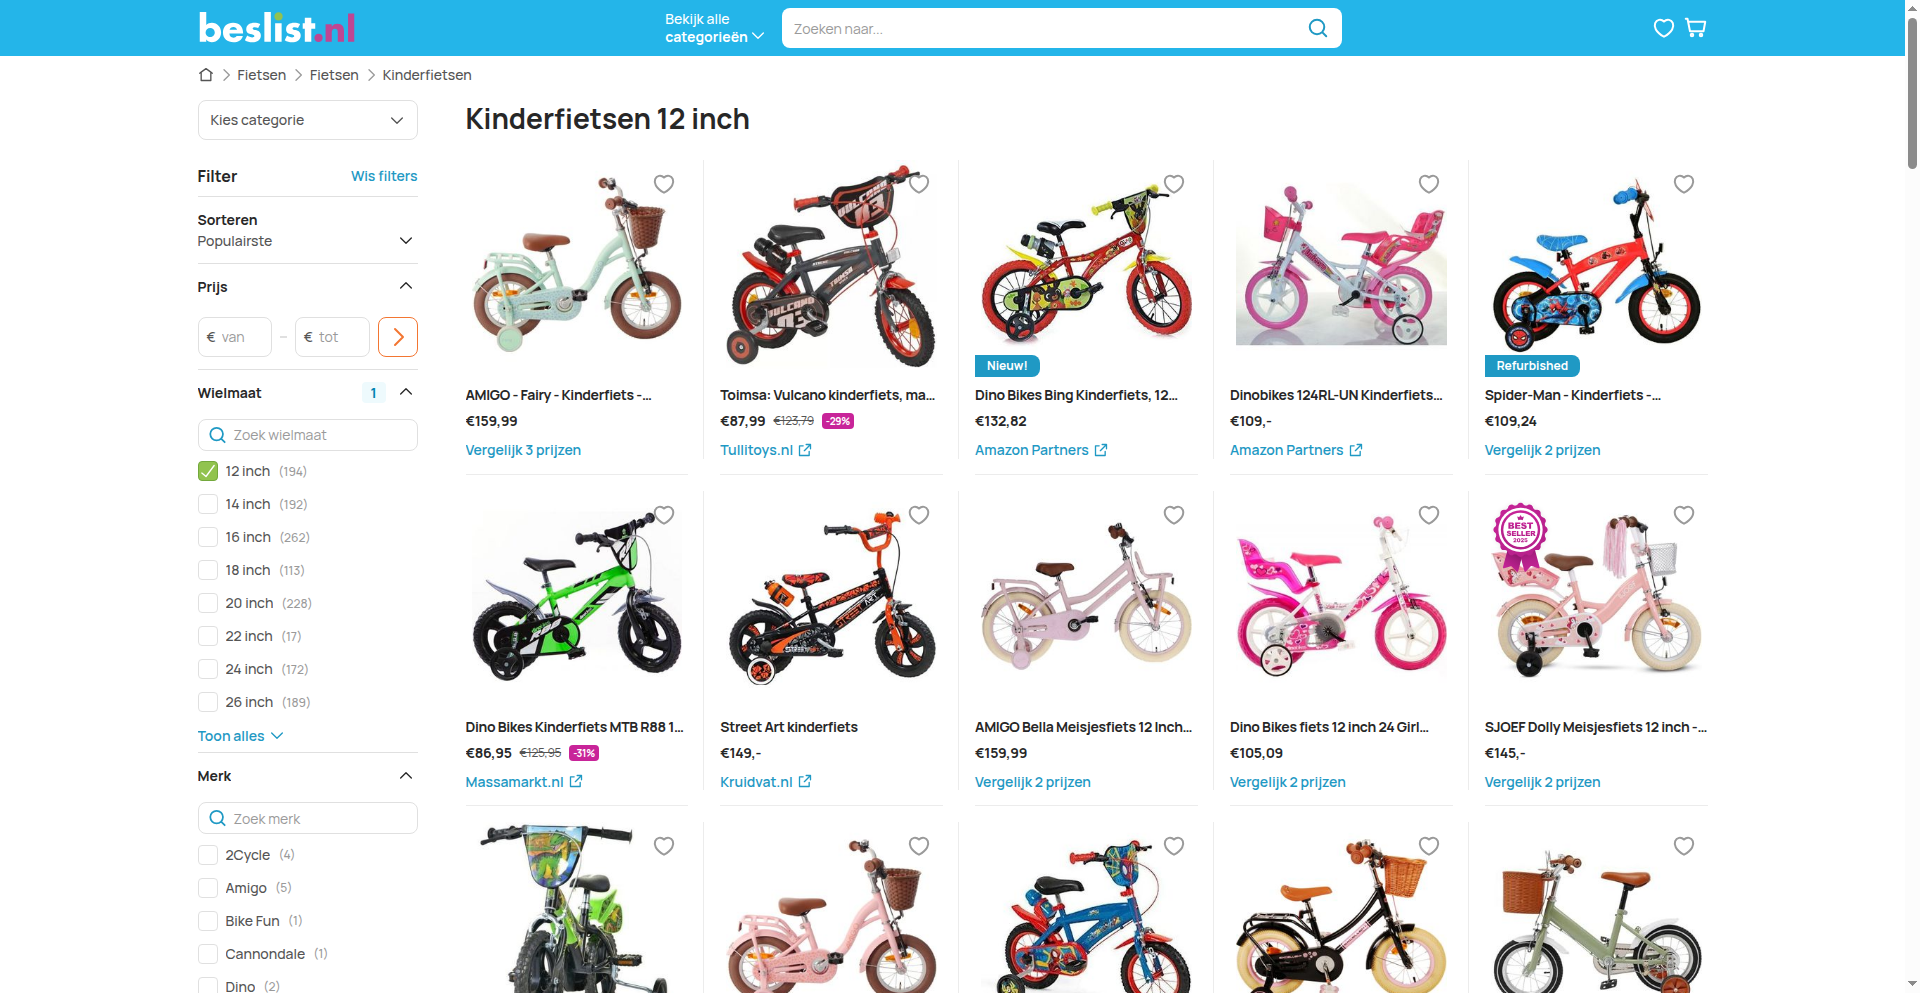 beslist.nl
Bekijk alle
categorieën
Zoeken naar...
Fietsen
Fietsen
Kinderfietsen
Kies categorie
Kinderfietsen 12 inch
Filter
Wis filters
Sorteren
Populairste
Prijs
€ van
–
€ tot
Wielmaat
1
Zoek wielmaat
12 inch (194)
14 inch (192)
16 inch (262)
18 inch (113)
20 inch (228)
22 inch (17)
24 inch (172)
26 inch (189)
Toon alles
Merk
Zoek merk
2Cycle (4)
Amigo (5)
Bike Fun (1)
Cannondale (1)
Dino (2)
AMIGO - Fairy - Kinderfiets -...
€159,99
Vergelijk 3 prijzen
VULCANO
03
TOIMSA
VULCANO
03
Toimsa: Vulcano kinderfiets, ma...
€87,99 €123,79 -29%
Tullitoys.nl
Nieuw!
Dino Bikes Bing Kinderfiets, 12...
€132,82
Amazon Partners
Dinobikes 124RL-UN Kinderfiets...
€109,-
Amazon Partners
Refurbished
Spider-Man - Kinderfiets -...
€109,24
Vergelijk 2 prijzen
Dino Bikes Kinderfiets MTB R88 1...
€86,95 €125,95 -31%
Massamarkt.nl
Street Art kinderfiets
€149,-
Kruidvat.nl
AMIGO Bella Meisjesfiets 12 Inch...
€159,99
Vergelijk 2 prijzen
Dino Bikes fiets 12 inch 24 Girl...
€105,09
Vergelijk 2 prijzen
BEST
SELLER
2025
SJOEF Dolly Meisjesfiets 12 inch -...
€145,-
Vergelijk 2 prijzen